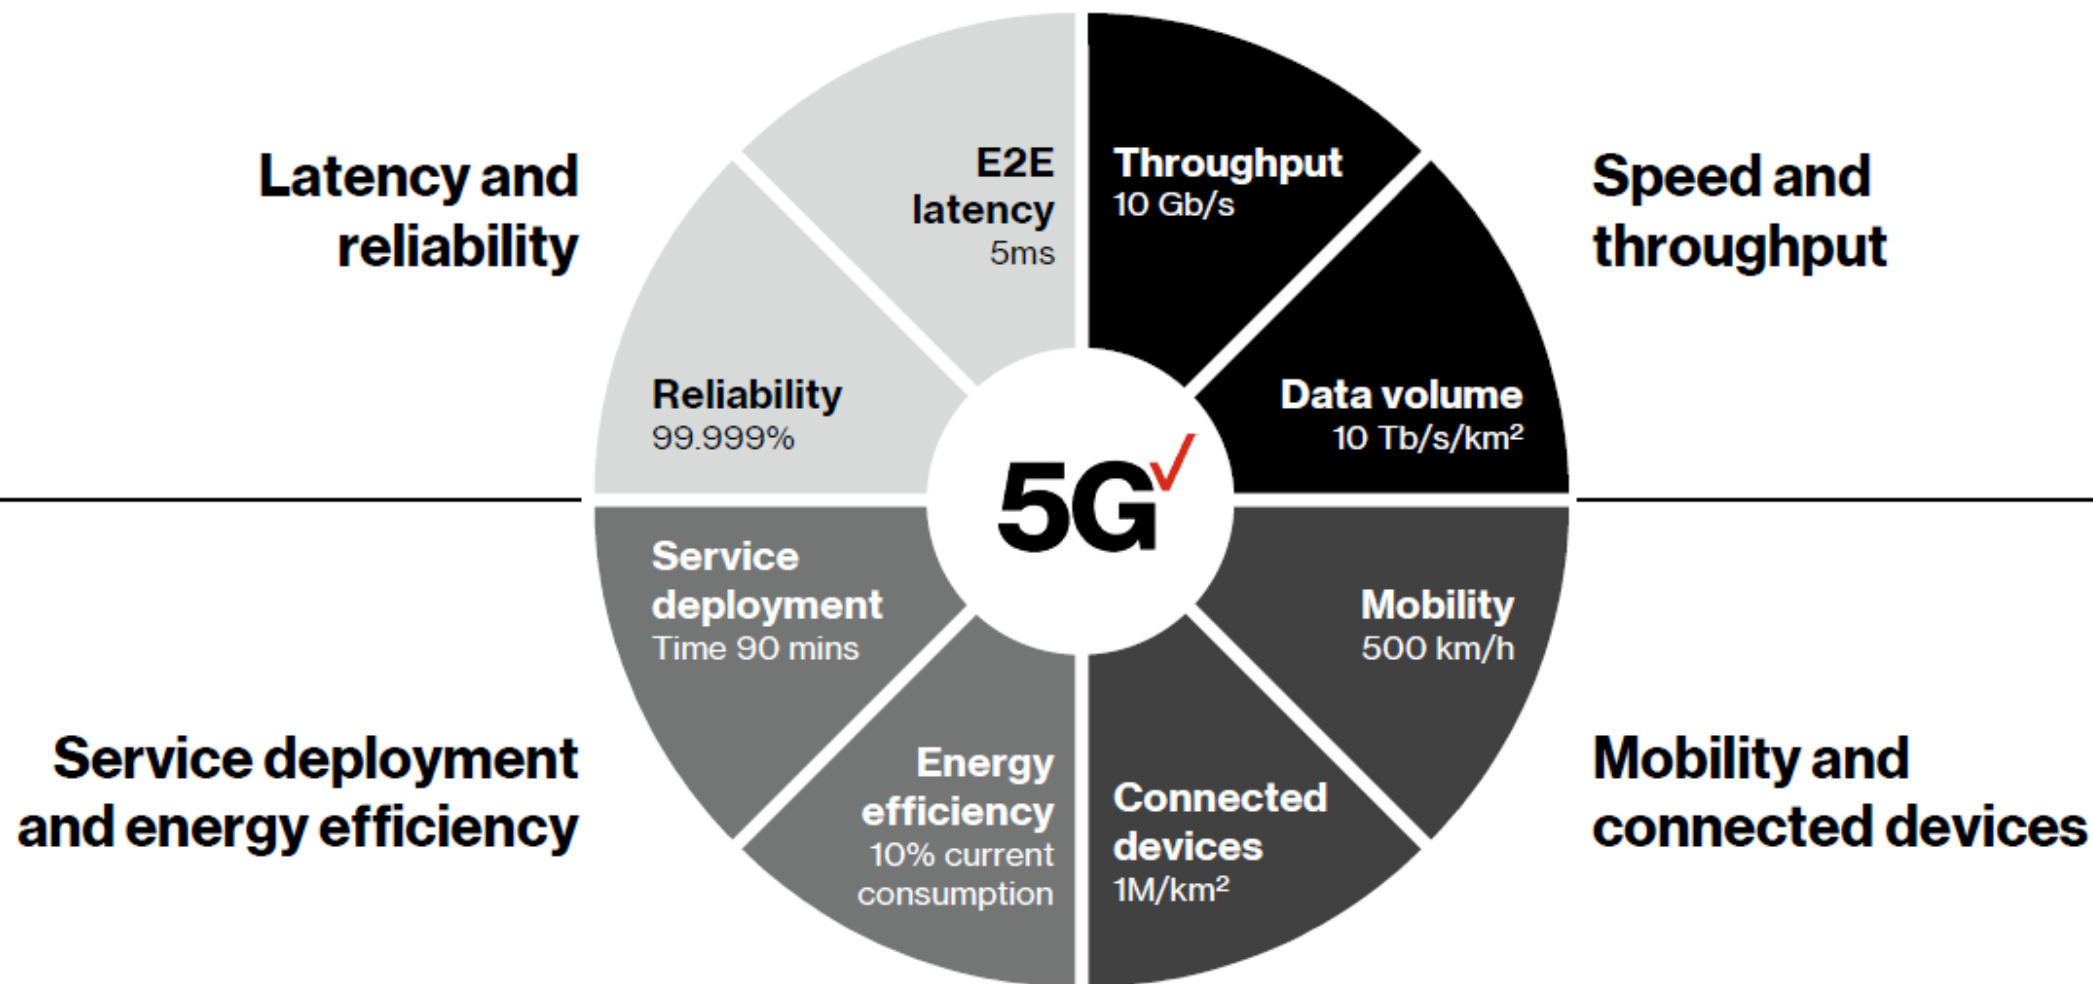 Latency and
reliability
E2E
latency
5ms
Reliability
99.999%
Throughput
10 Gb/s
Data volume
10 Tb/s/km²
Speed and
throughput
5G
Service
deployment
Time 90 mins
Energy
efficiency
10% current
consumption
Service deployment
and energy efficiency
Mobility
500 km/h
Connected
devices
1M/km²
Mobility and
connected devices